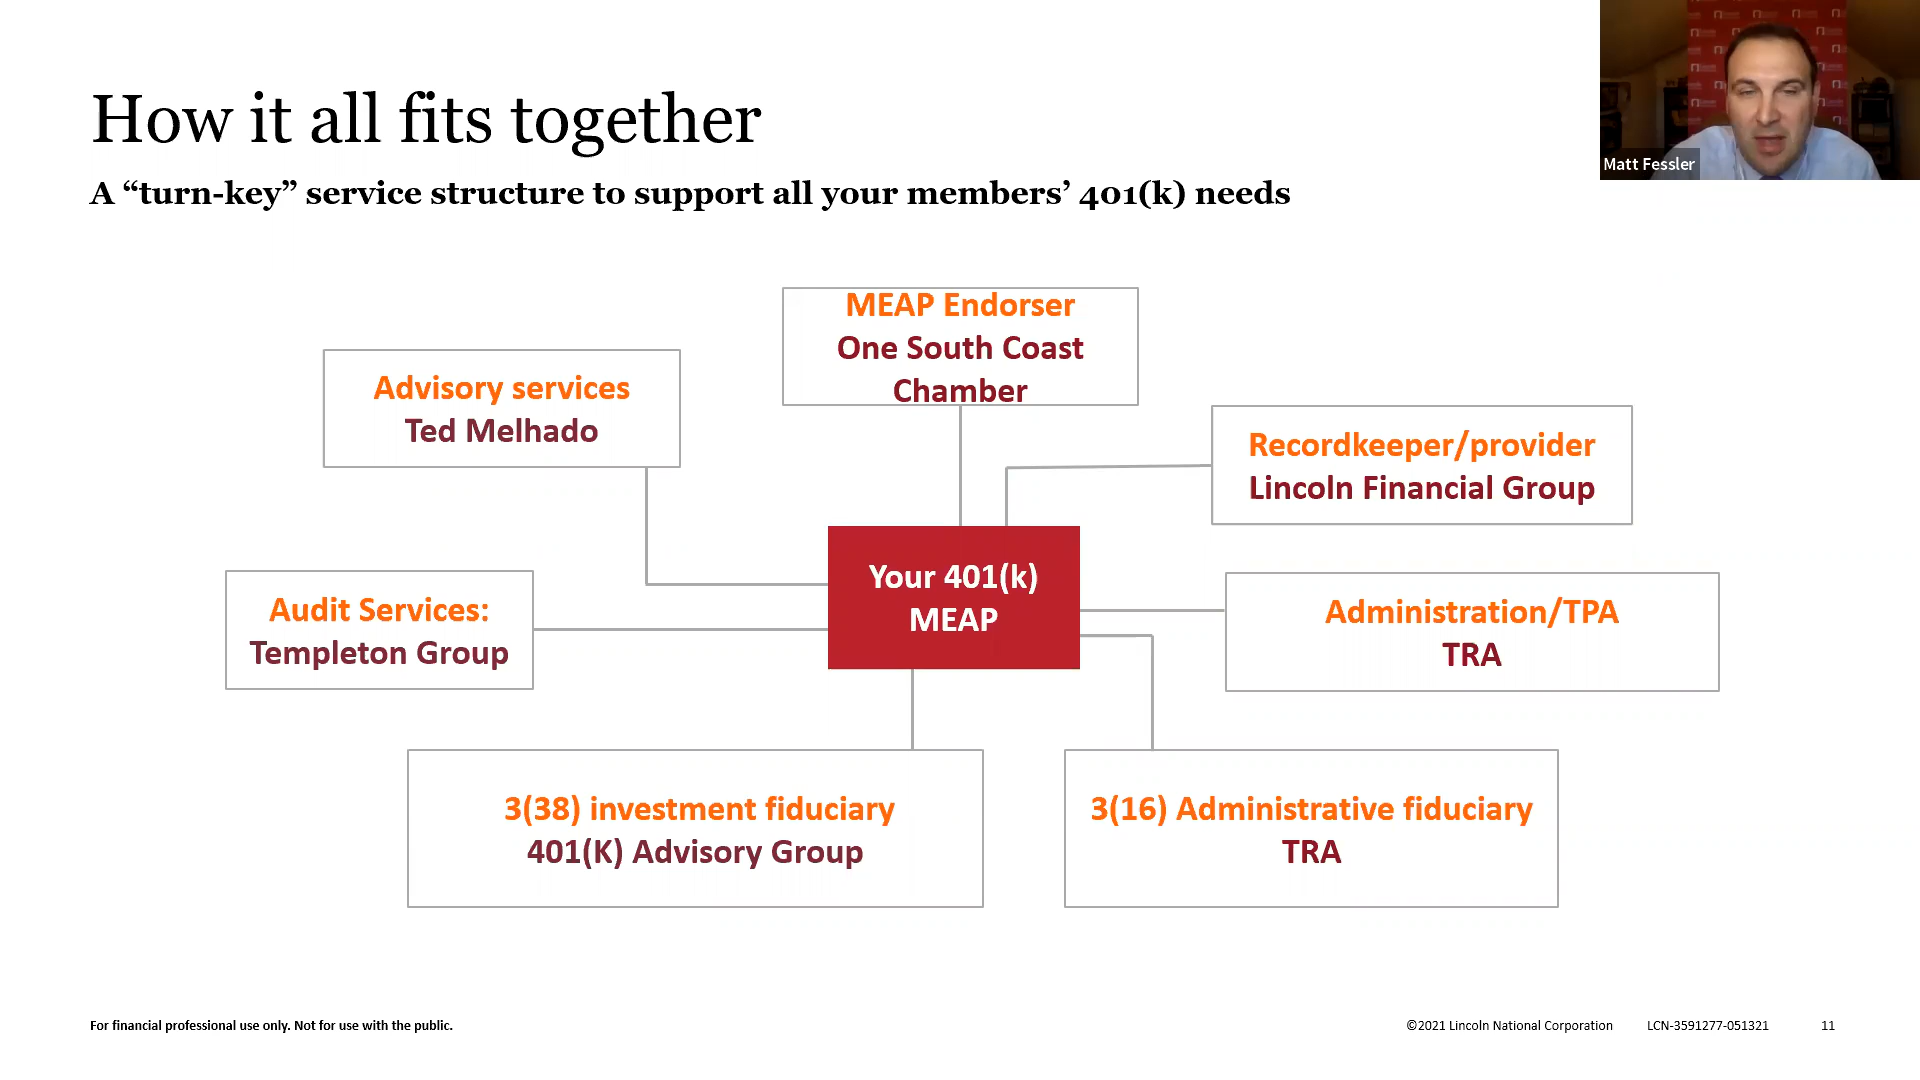 How it all fits together
A “turn-key” service structure to support all your members’ 401(k) needs
Matt Fessler
MEAP Endorser
One South Coast
Chamber
Advisory services
Ted Melhado
Recordkeeper/provider
Lincoln Financial Group
Your 401(k)
MEAP
Audit Services:
Templeton Group
Administration/TPA
TRA
3(38) investment fiduciary
401(K) Advisory Group
3(16) Administrative fiduciary
TRA
For financial professional use only. Not for use with the public.
©2021 Lincoln National Corporation
LCN-3591277-051321
11